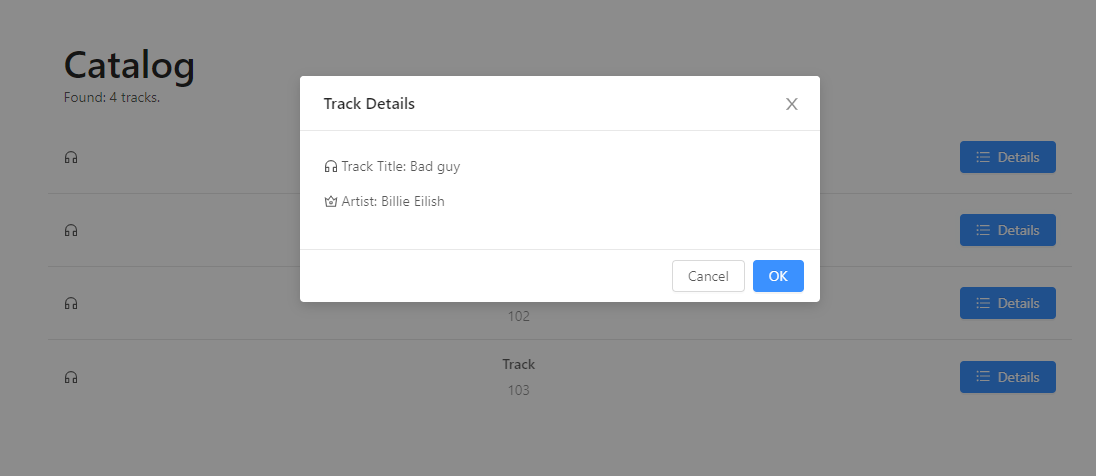 Catalog
Found: 4 tracks.
Track Details
Track Title: Bad guy
Artist: Billie Eilish
Cancel
OK
Details
Details
Details
102
Track
Details
103